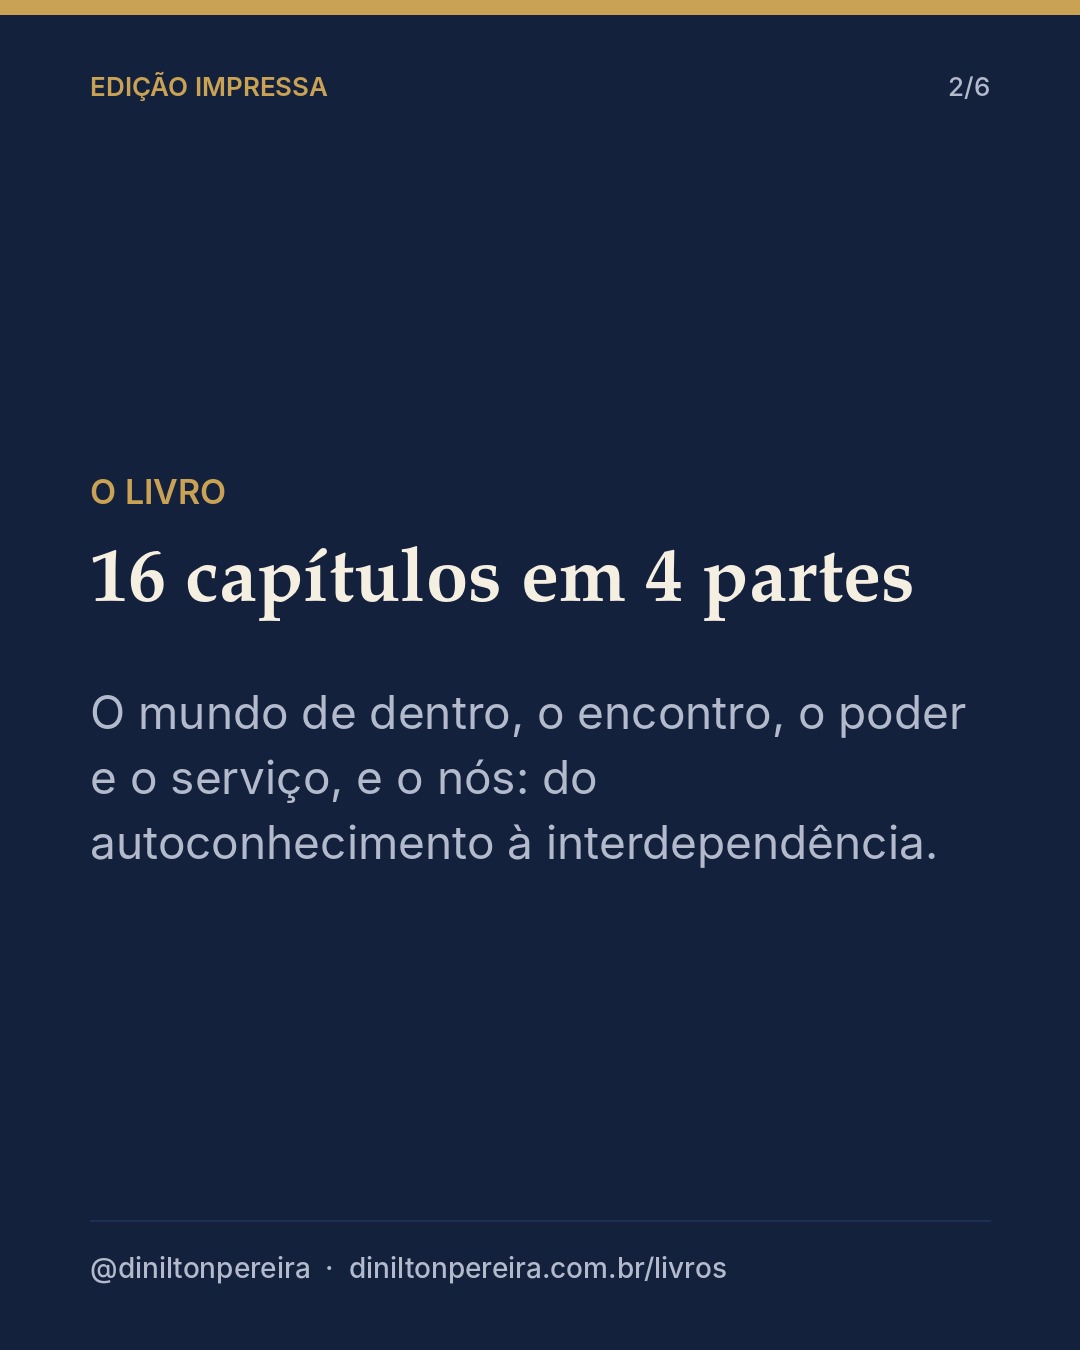 EDIÇÃO IMPRESSA
2/6
O LIVRO
16 capítulos em 4 partes
O mundo de dentro, o encontro, o poder
e o serviço, e o nós: do
autoconhecimento à interdependência.
@diniltonpereira · diniltonpereira.com.br/livros